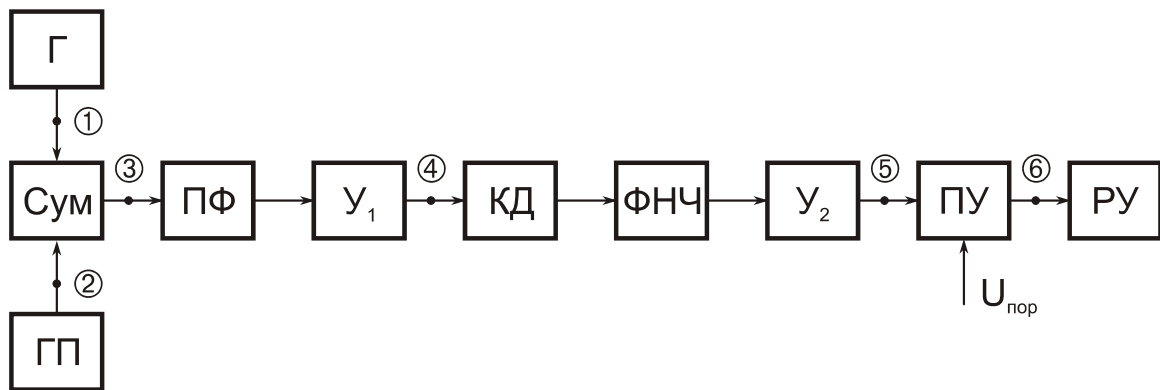 Г
①
Сум
③
ПФ
У₁
④
КД
ФНЧ
У₂
⑤
ПУ
⑥
РУ
②
ГП
Uпор